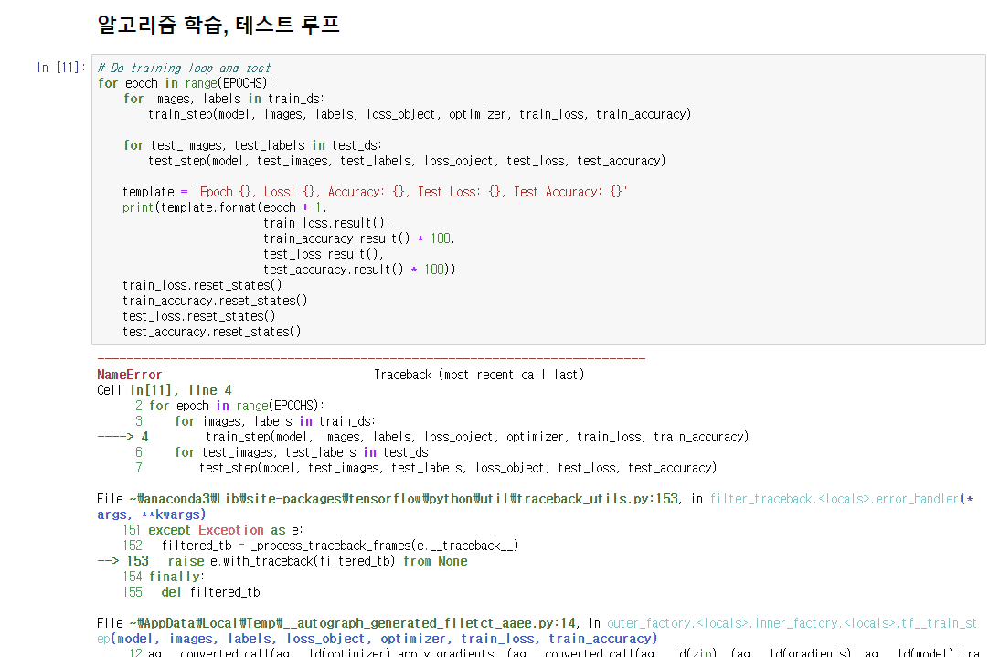 알고리즘 학습, 테스트 루프
In [11]:
# Do training loop and test
for epoch in range(EPOCHS):
    for images, labels in train_ds:
        train_step(model, images, labels, loss_object, optimizer, train_loss, train_accuracy)
    for test_images, test_labels in test_ds:
        test_step(model, test_images, test_labels, loss_object, test_loss, test_accuracy)
    template = 'Epoch {}, Loss: {}, Accuracy: {}, Test Loss: {}, Test Accuracy: {}'
    print(template.format(epoch + 1,
                          train_loss.result(),
                          train_accuracy.result() * 100,
                          test_loss.result(),
                          test_accuracy.result() * 100))
    train_loss.reset_states()
    train_accuracy.reset_states()
    test_loss.reset_states()
    test_accuracy.reset_states()
---------------------------------------------------------------------------
NameError                                 Traceback (most recent call last)
Cell In[11], line 4
      2 for epoch in range(EPOCHS):
      3     for images, labels in train_ds:
----> 4         train_step(model, images, labels, loss_object, optimizer, train_loss, train_accuracy)
      6     for test_images, test_labels in test_ds:
      7         test_step(model, test_images, test_labels, loss_object, test_loss, test_accuracy)
File ~₩anaconda3₩Lib₩site-packages₩tensorflow₩python₩util₩traceback_utils.py:153, in filter_traceback.<locals>.error_handler(*
args, **kwargs)
    151 except Exception as e:
    152   filtered_tb = _process_traceback_frames(e.__traceback__)
--> 153   raise e.with_traceback(filtered_tb) from None
    154 finally:
    155   del filtered_tb
File ~₩AppData₩Local₩Temp₩__autograph_generated_filetct_aaee.py:14, in outer_factory.<locals>.inner_factory.<locals>.tf__train_st
ep(model, images, labels, loss_object, optimizer, train_loss, train_accuracy)
     12 ag__.converted_call(ag__.ld(optimizer).apply_gradients, (ag__.converted_call(ag__.ld(zip), (ag__.ld(gradients), ag__.ld(model).tra